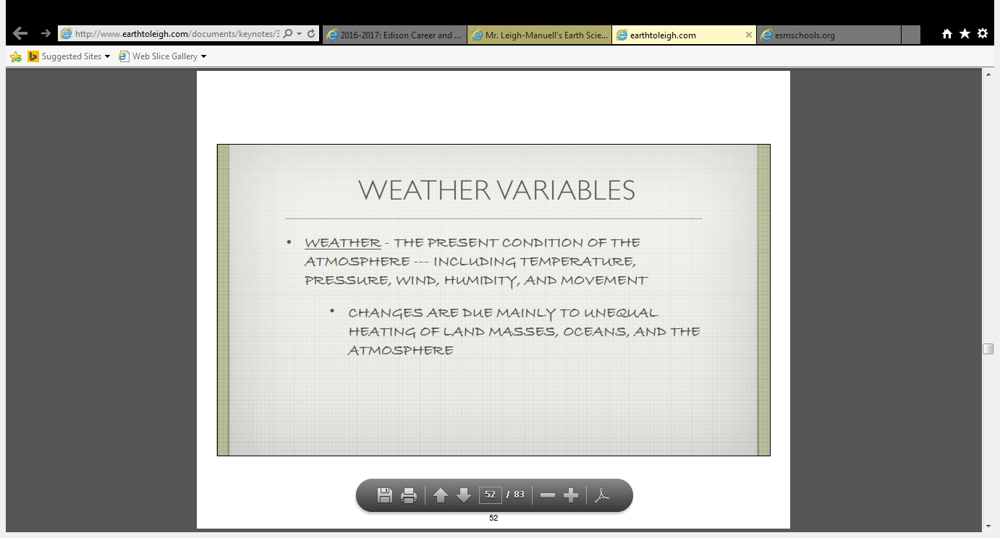 http://www.earthtoleigh.com/documents/keynotes/3
2016-2017: Edison Career and ...
Mr. Leigh-Manuell's Earth Scie...
earthtoleigh.com
esmschools.org
Suggested Sites
Web Slice Gallery
WEATHER VARIABLES
• WEATHER - THE PRESENT CONDITION OF THE
ATMOSPHERE --- INCLUDING TEMPERATURE,
PRESSURE, WIND, HUMIDITY, AND MOVEMENT
• CHANGES ARE DUE MAINLY TO UNEQUAL
HEATING OF LAND MASSES, OCEANS, AND THE
ATMOSPHERE
52 / 83
52